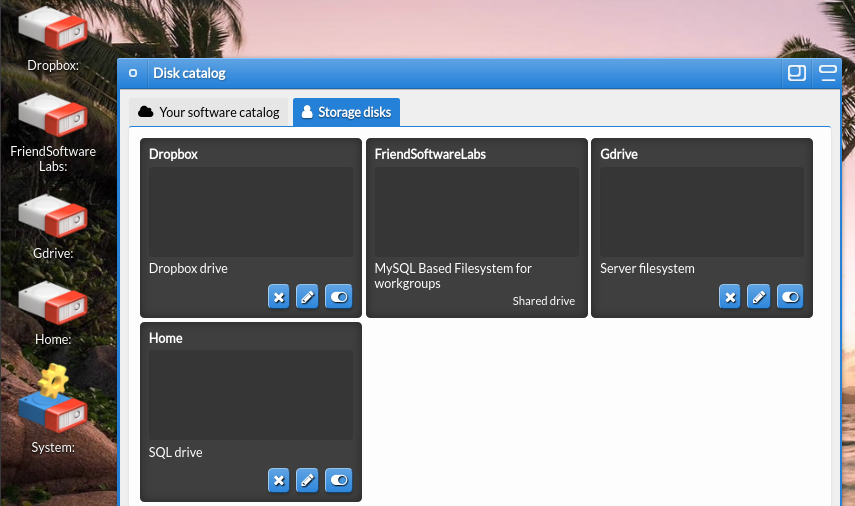 Dropbox:
FriendSoftware
Labs:
Gdrive:
Home:
System:
Disk catalog
Your software catalog
Storage disks
Dropbox
Dropbox drive
FriendSoftwareLabs
MySQL Based Filesystem for
workgroups
Shared drive
Gdrive
Server filesystem
Home
SQL drive